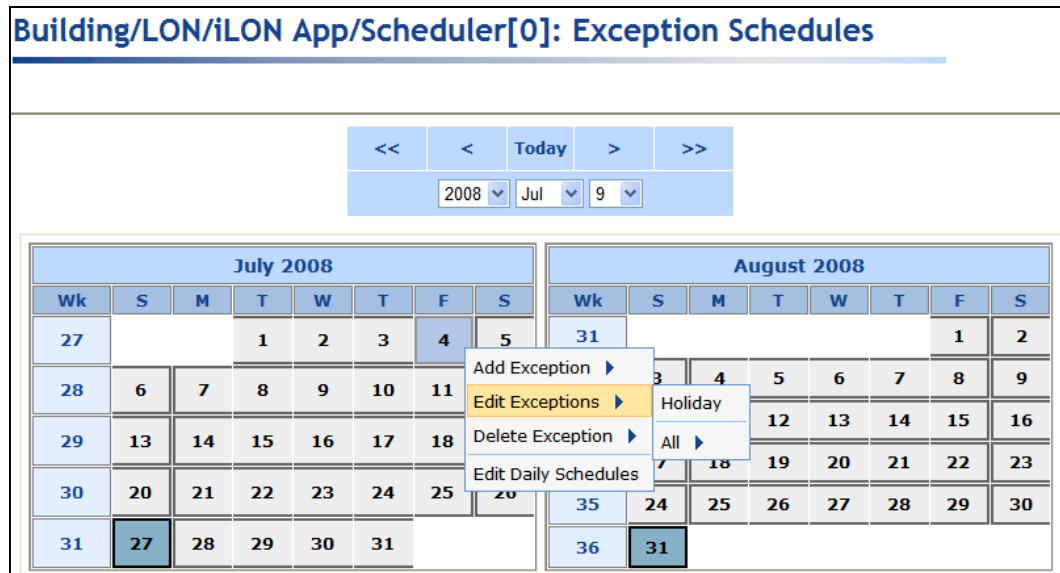 Building/LON/iLON App/Scheduler[0]: Exception Schedules
<< < Today > >>
2008 Jul 9
July 2008
Wk S M T W T F S
27 1 2 3 4 5
28 6 7 8 9 10 11
29 13 14 15 16 17 18
30 20 21 22 23 24 25 26
31 27 28 29 30 31
Add Exception
Edit Exceptions
Delete Exception
Edit Daily Schedules
Holiday
All
August 2008
Wk S M T W T F S
31 1 2
3 4 5 6 7 8 9
12 13 14 15 16
18 19 20 21 22 23
35 24 25 26 27 28 29 30
36 31